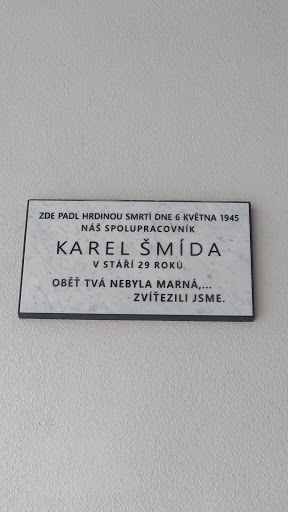 ZDE PADL HRDINOU SMRTÍ DNE 6 KVĚTNA 1945
NÁŠ SPOLUPRACOVNÍK
KAREL ŠMÍDA
V STÁŘÍ 29 ROKŮ
OBĚŤ TVÁ NEBYLA MARNÁ,...
ZVÍŤEZILI JSME.